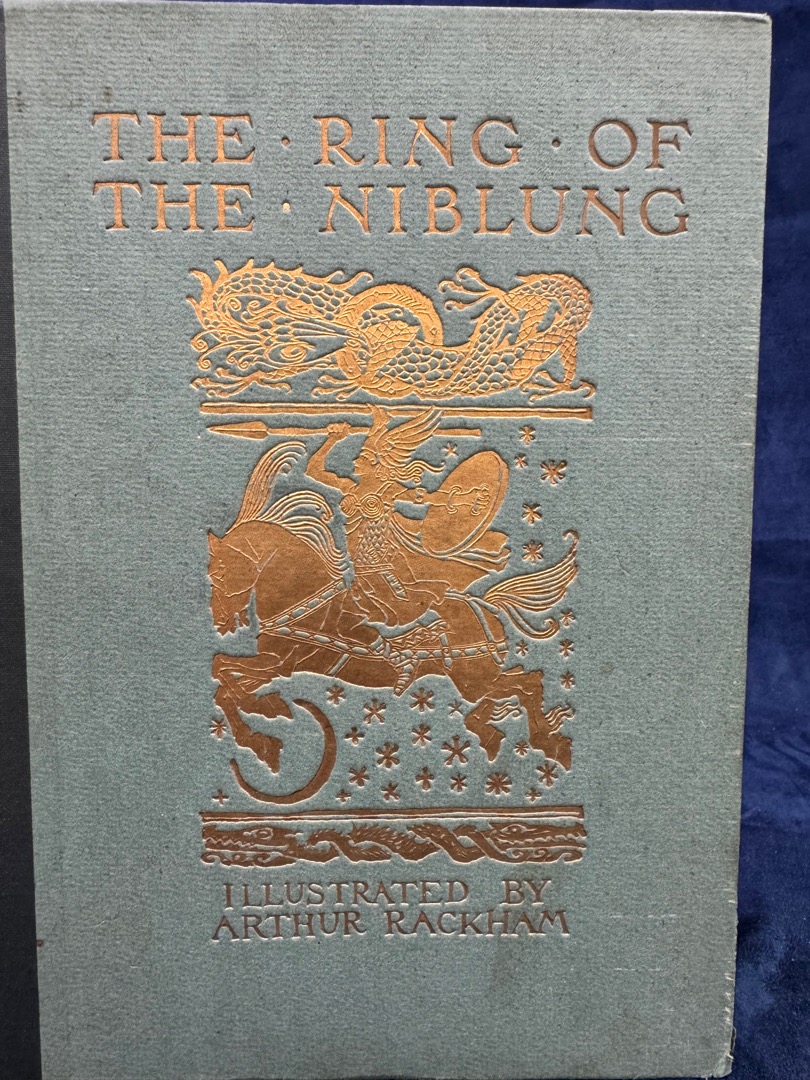 THE · RING · OF
THE · NIBLUNG
ILLUSTRATED BY
ARTHUR RACKHAM